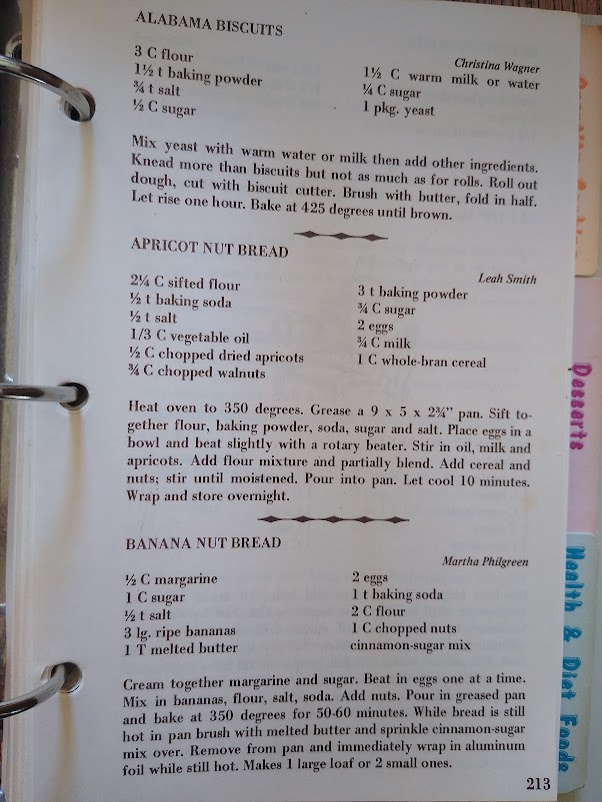 ALABAMA BISCUITS
Christina Wagner
3 C flour
1½ t baking powder
¾ t salt
½ C sugar
1½ C warm milk or water
¼ C sugar
1 pkg. yeast
Mix yeast with warm water or milk then add other ingredients.
Knead more than biscuits but not as much as for rolls. Roll out
dough, cut with biscuit cutter. Brush with butter, fold in half.
Let rise one hour. Bake at 425 degrees until brown.
APRICOT NUT BREAD
Leah Smith
2¼ C sifted flour
½ t baking soda
½ t salt
1/3 C vegetable oil
½ C chopped dried apricots
¾ C chopped walnuts
3 t baking powder
¾ C sugar
2 eggs
¾ C milk
1 C whole-bran cereal
Heat oven to 350 degrees. Grease a 9 x 5 x 2¾” pan. Sift to-
gether flour, baking powder, soda, sugar and salt. Place eggs in a
bowl and beat slightly with a rotary beater. Stir in oil, milk and
apricots. Add flour mixture and partially blend. Add cereal and
nuts; stir until moistened. Pour into pan. Let cool 10 minutes.
Wrap and store overnight.
BANANA NUT BREAD
Martha Philgreen
½ C margarine
1 C sugar
½ t salt
3 lg. ripe bananas
1 T melted butter
2 eggs
1 t baking soda
2 C flour
1 C chopped nuts
cinnamon-sugar mix
Cream together margarine and sugar. Beat in eggs one at a time.
Mix in bananas, flour, salt, soda. Add nuts. Pour in greased pan
and bake at 350 degrees for 50-60 minutes. While bread is still
hot in pan brush with melted butter and sprinkle cinnamon-sugar
mix over. Remove from pan and immediately wrap in aluminum
foil while still hot. Makes 1 large loaf or 2 small ones.
213
Desserts
Health & Diet Foods